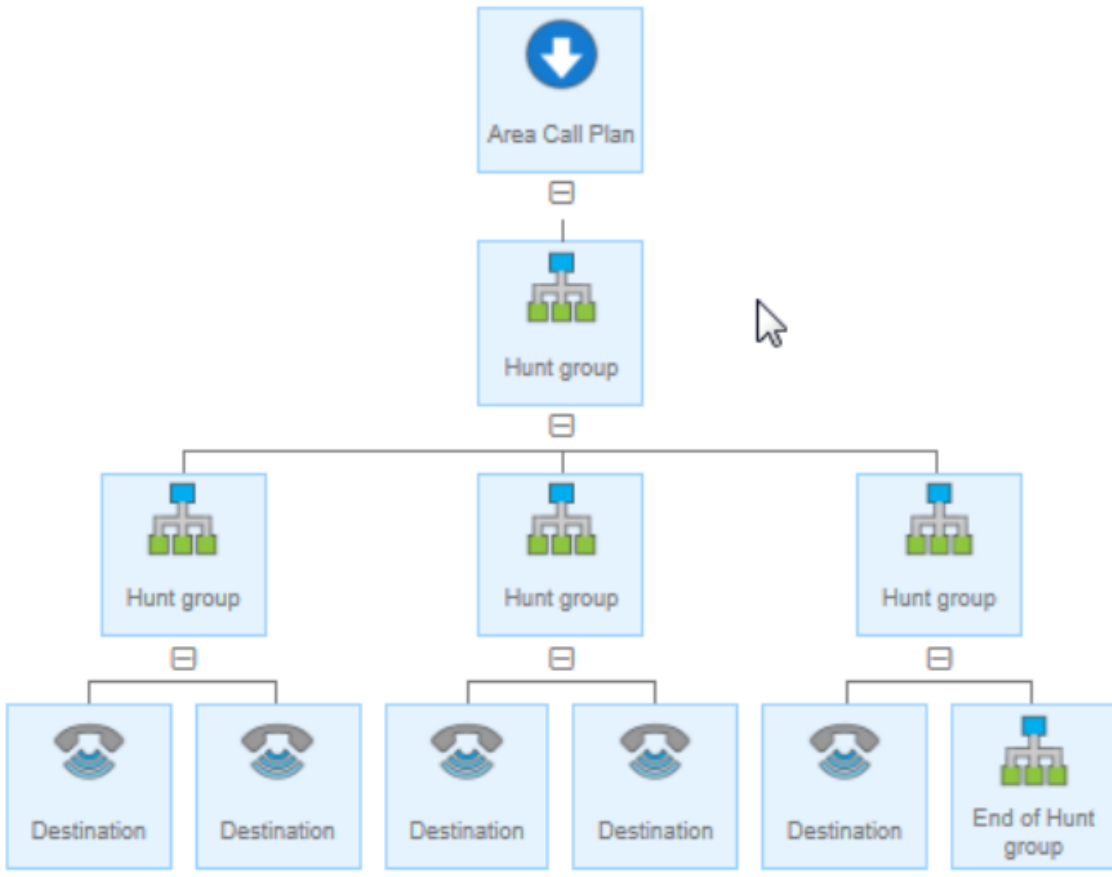 Area Call Plan
Hunt group
Hunt group
Hunt group
Hunt group
Destination
Destination
Destination
Destination
Destination
End of Hunt
group